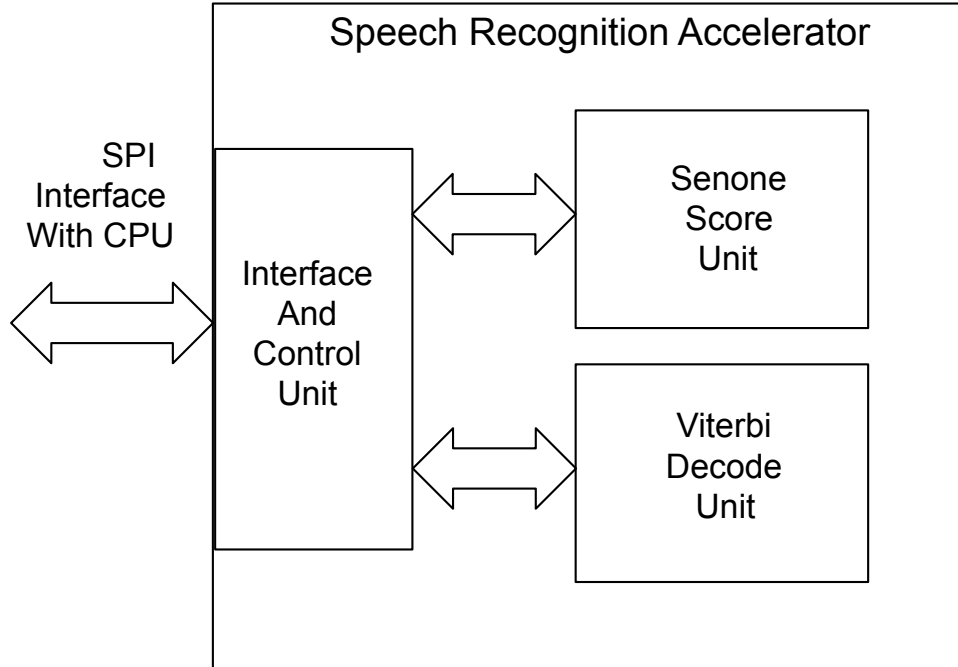 Speech Recognition Accelerator
SPI
Interface
With CPU
Interface
And
Control
Unit
Senone
Score
Unit
Viterbi
Decode
Unit